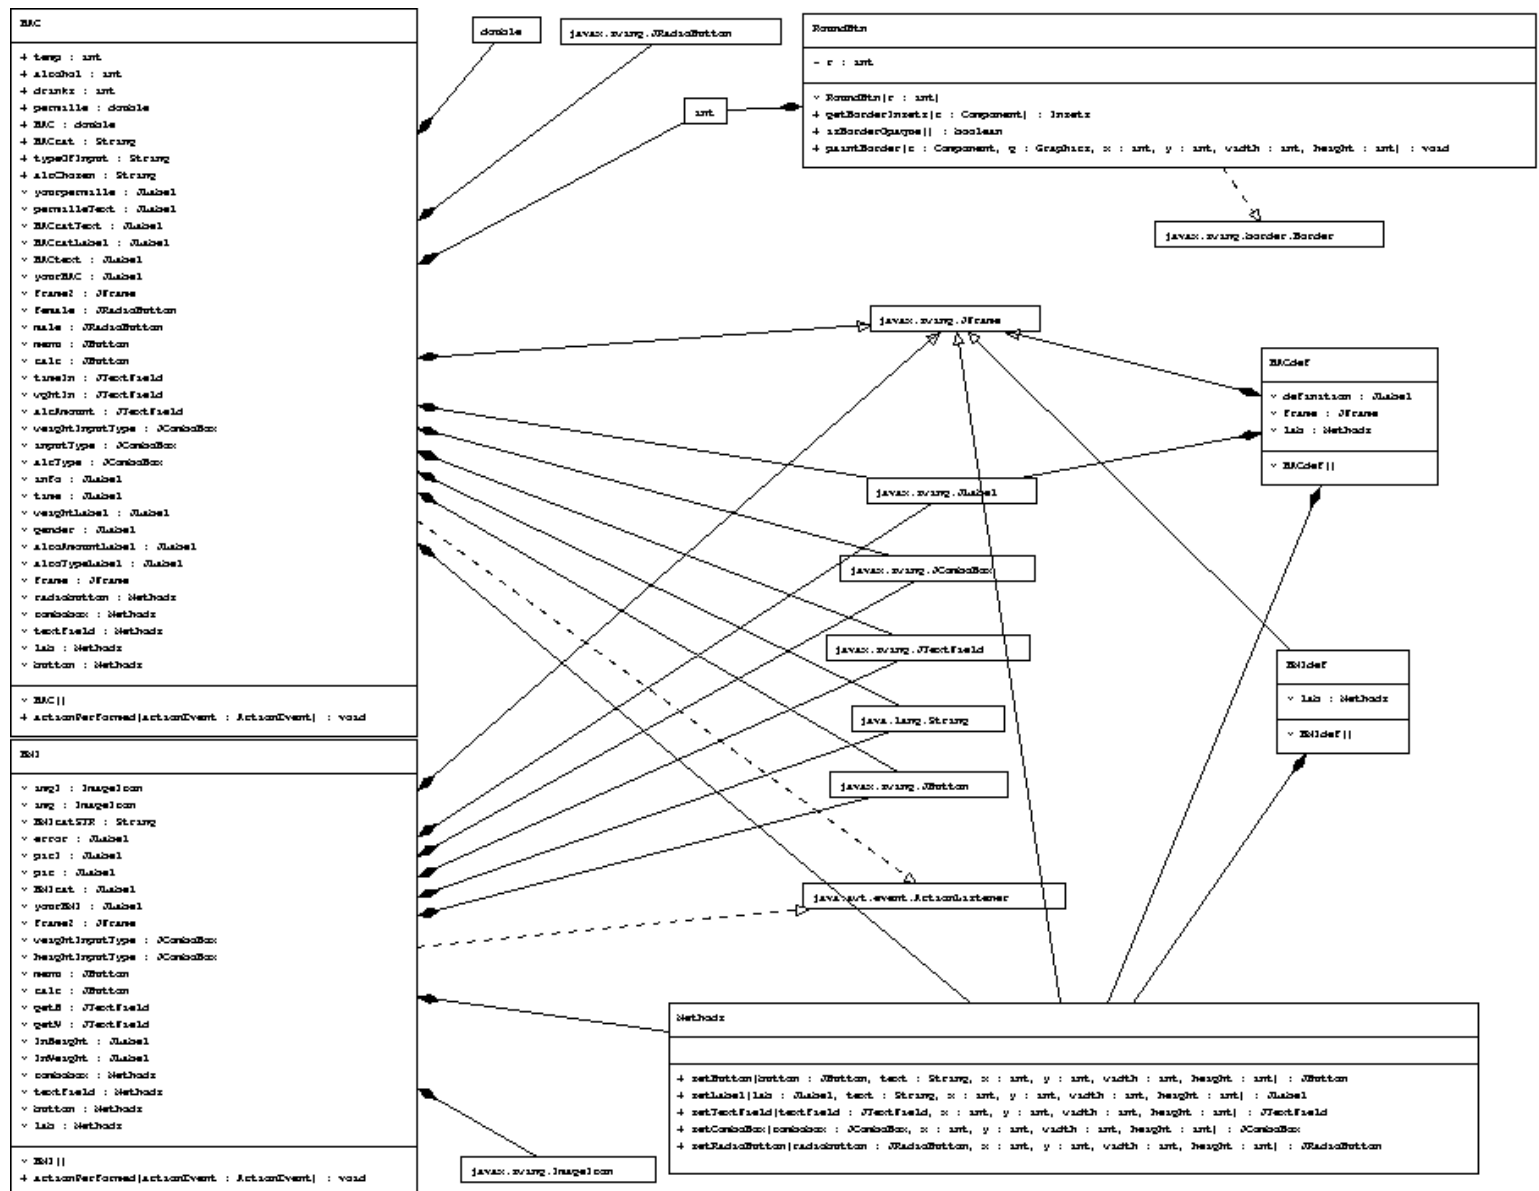 BAC
+ temp : int
+ alcohol : int
+ drinks : int
+ permille : double
+ BAC : double
+ BACcat : String
+ typeOfInput : String
+ alcChosen : String
~ yourpermille : JLabel
~ permilleText : JLabel
~ BACcatText : JLabel
~ BACcatLabel : JLabel
~ BACtext : JLabel
~ yourBAC : JLabel
~ frame2 : JFrame
~ female : JRadioButton
~ male : JRadioButton
~ menu : JButton
~ calc : JButton
~ timeIn : JTextField
~ wghtIn : JTextField
~ alcAmount : JTextField
~ weightInputType : JComboBox
~ inputType : JComboBox
~ alcType : JComboBox
~ info : JLabel
~ time : JLabel
~ weightLabel : JLabel
~ gender : JLabel
~ alcoAmountLabel : JLabel
~ alcoTypeLabel : JLabel
~ frame : JFrame
~ radiobutton : Methods
~ combobox : Methods
~ textfield : Methods
~ lab : Methods
~ button : Methods
~ BAC()
+ actionPerformed(actionEvent : ActionEvent) : void
BMI
~ img1 : ImageIcon
~ img : ImageIcon
~ BMIcatSTR : String
~ error : JLabel
~ pic1 : JLabel
~ pic : JLabel
~ BMIcat : JLabel
~ yourBMI : JLabel
~ frame2 : JFrame
~ weightInputType : JComboBox
~ heightInputType : JComboBox
~ menu : JButton
~ calc : JButton
~ getH : JTextField
~ getW : JTextField
~ InHeight : JLabel
~ InWeight : JLabel
~ combobox : Methods
~ textfield : Methods
~ button : Methods
~ lab : Methods
~ BMI()
+ actionPerformed(actionEvent : ActionEvent) : void
double
javax.swing.JRadioButton
int
RoundBtn
- r : int
~ RoundBtn(r : int)
+ getBorderInsets(c : Component) : Insets
+ isBorderOpaque() : boolean
+ paintBorder(c : Component, g : Graphics, x : int, y : int, width : int, height : int) : void
javax.swing.border.Border
javax.swing.JFrame
BACdef
~ definition : JLabel
~ frame : JFrame
~ lab : Methods
~ BACdef()
javax.swing.JLabel
javax.swing.JComboBox
javax.swing.JTextField
BMIdef
~ lab : Methods
~ BMIdef()
java.lang.String
javax.swing.JButton
java.awt.event.ActionListener
Methods
+ setButton(button : JButton, text : String, x : int, y : int, width : int, height : int) : JButton
+ setLabel(lab : JLabel, text : String, x : int, y : int, width : int, height : int) : JLabel
+ setTextField(textfield : JTextField, x : int, y : int, width : int, height : int) : JTextField
+ setComboBox(combobox : JComboBox, x : int, y : int, width : int, height : int) : JComboBox
+ setRadioButton(radiobutton : JRadioButton, x : int, y : int, width : int, height : int) : JRadioButton
javax.swing.ImageIcon